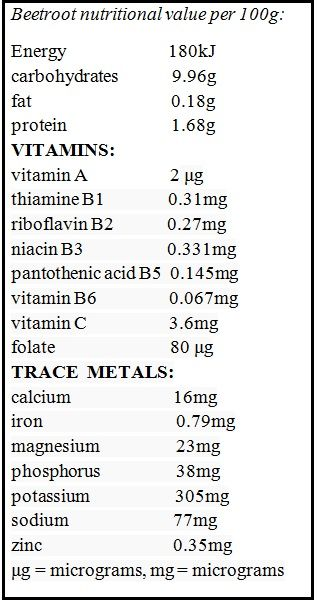 Beetroot nutritional value per 100g:
Energy 180kJ
carbohydrates 9.96g
fat 0.18g
protein 1.68g
VITAMINS:
vitamin A 2 μg
thiamine B1 0.31mg
riboflavin B2 0.27mg
niacin B3 0.331mg
pantothenic acid B5 0.145mg
vitamin B6 0.067mg
vitamin C 3.6mg
folate 80 μg
TRACE METALS:
calcium 16mg
iron 0.79mg
magnesium 23mg
phosphorus 38mg
potassium 305mg
sodium 77mg
zinc 0.35mg
μg = micrograms, mg = micrograms